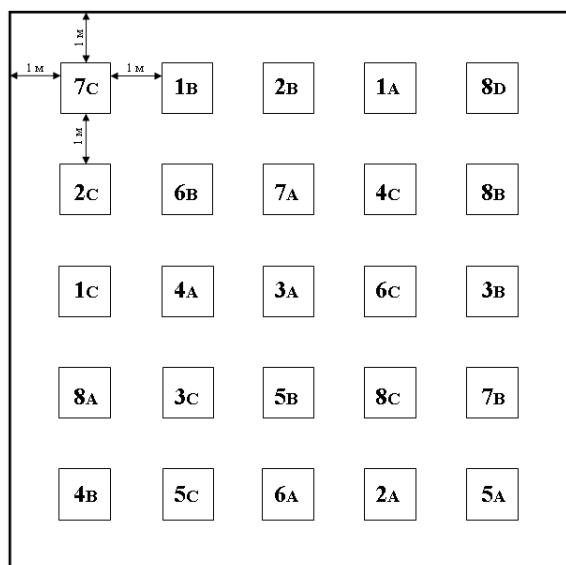 1 м
1 м
1 м
7C 1B 2B 1A 8D
1 м
2C 6B 7A 4C 8B
1C 4A 3A 6C 3B
8A 3C 5B 8C 7B
4B 5C 6A 2A 5A